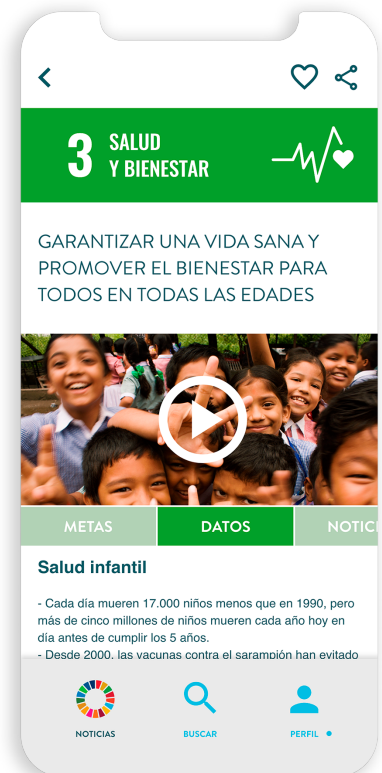 3 SALUD
Y BIENESTAR
GARANTIZAR UNA VIDA SANA Y
PROMOVER EL BIENESTAR PARA
TODOS EN TODAS LAS EDADES
METAS DATOS NOTICI
Salud infantil
- Cada día mueren 17.000 niños menos que en 1990, pero
más de cinco millones de niños mueren cada año hoy en
día antes de cumplir los 5 años.
- Desde 2000, las vacunas contra el sarampión han evitado
NOTICIAS BUSCAR PERFIL